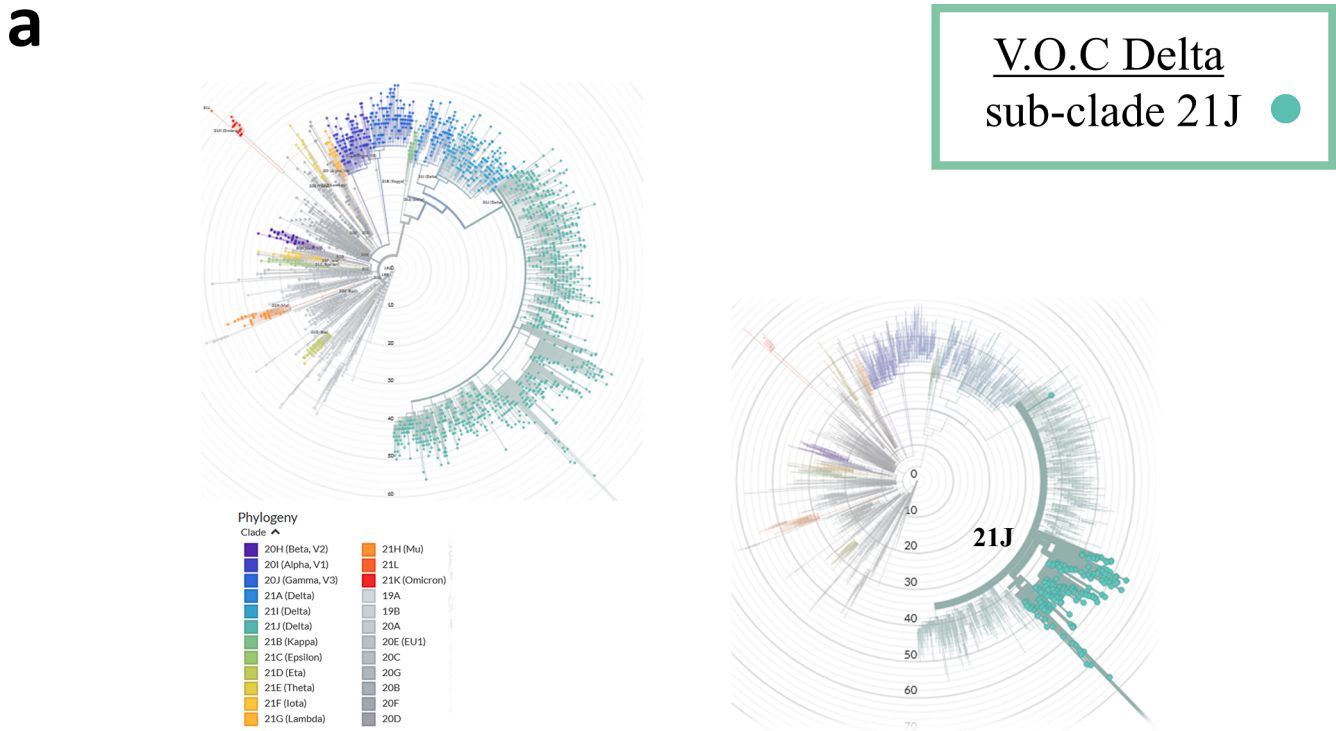 a
V.O.C Delta
sub-clade 21J
0
10
20
30
40
50
60
Phylogeny
Clade
20H (Beta, V2)
20I (Alpha, V1)
20J (Gamma, V3)
21A (Delta)
21I (Delta)
21J (Delta)
21B (Kappa)
21C (Epsilon)
21D (Eta)
21E (Theta)
21F (Iota)
21G (Lambda)
21H (Mu)
21L
21K (Omicron)
19A
19B
20A
20E (EU1)
20C
20G
20B
20F
20D
21J
0
10
20
30
40
50
60
70